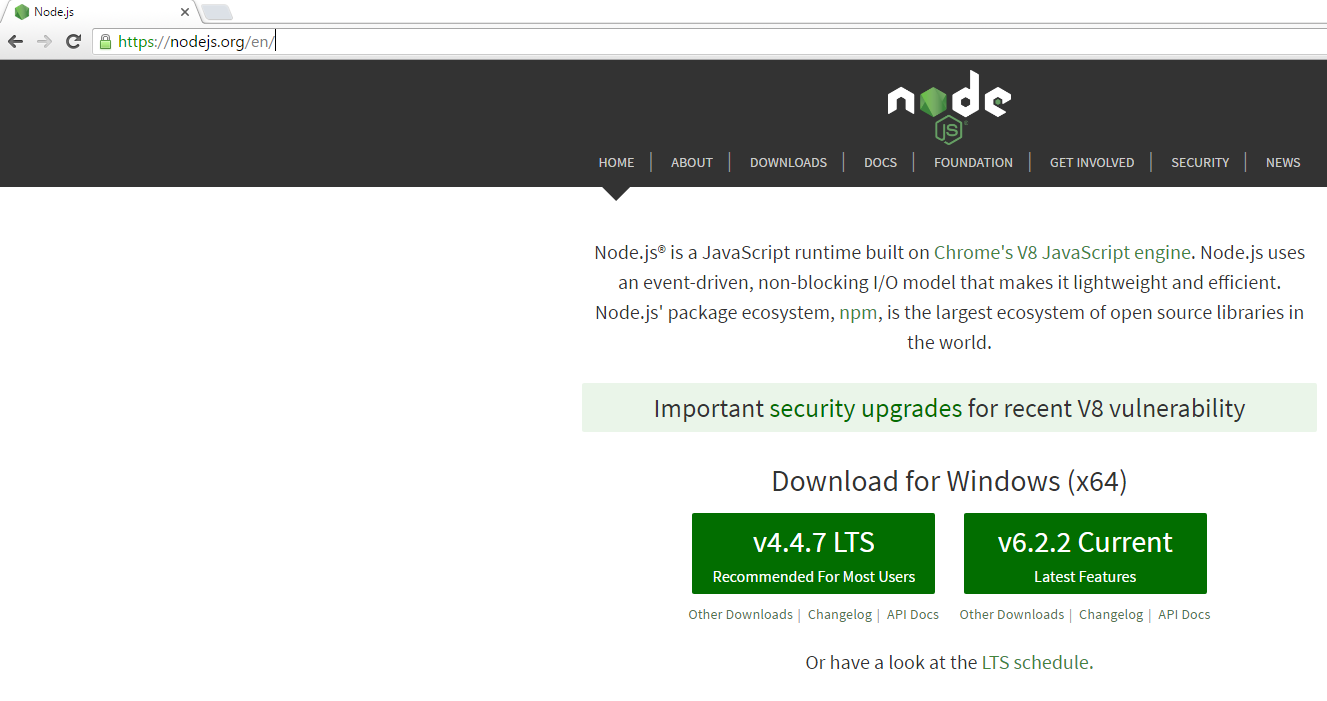 Node.js
https://nodejs.org/en/
node
JS
HOME | ABOUT | DOWNLOADS | DOCS | FOUNDATION | GET INVOLVED | SECURITY | NEWS
Node.js® is a JavaScript runtime built on Chrome's V8 JavaScript engine. Node.js uses
an event-driven, non-blocking I/O model that makes it lightweight and efficient.
Node.js' package ecosystem, npm, is the largest ecosystem of open source libraries in
the world.
Important security upgrades for recent V8 vulnerability
Download for Windows (x64)
v4.4.7 LTS
Recommended For Most Users
Other Downloads | Changelog | API Docs
v6.2.2 Current
Latest Features
Other Downloads | Changelog | API Docs
Or have a look at the LTS schedule.